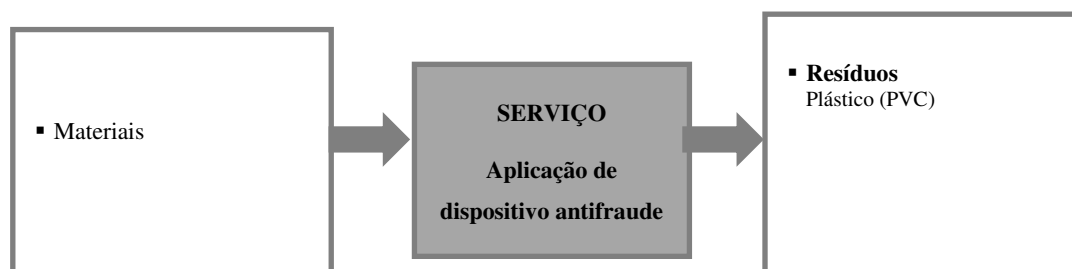 ▪ Materiais
SERVIÇO
Aplicação de
dispositivo antifraude
▪ Resíduos
Plástico (PVC)